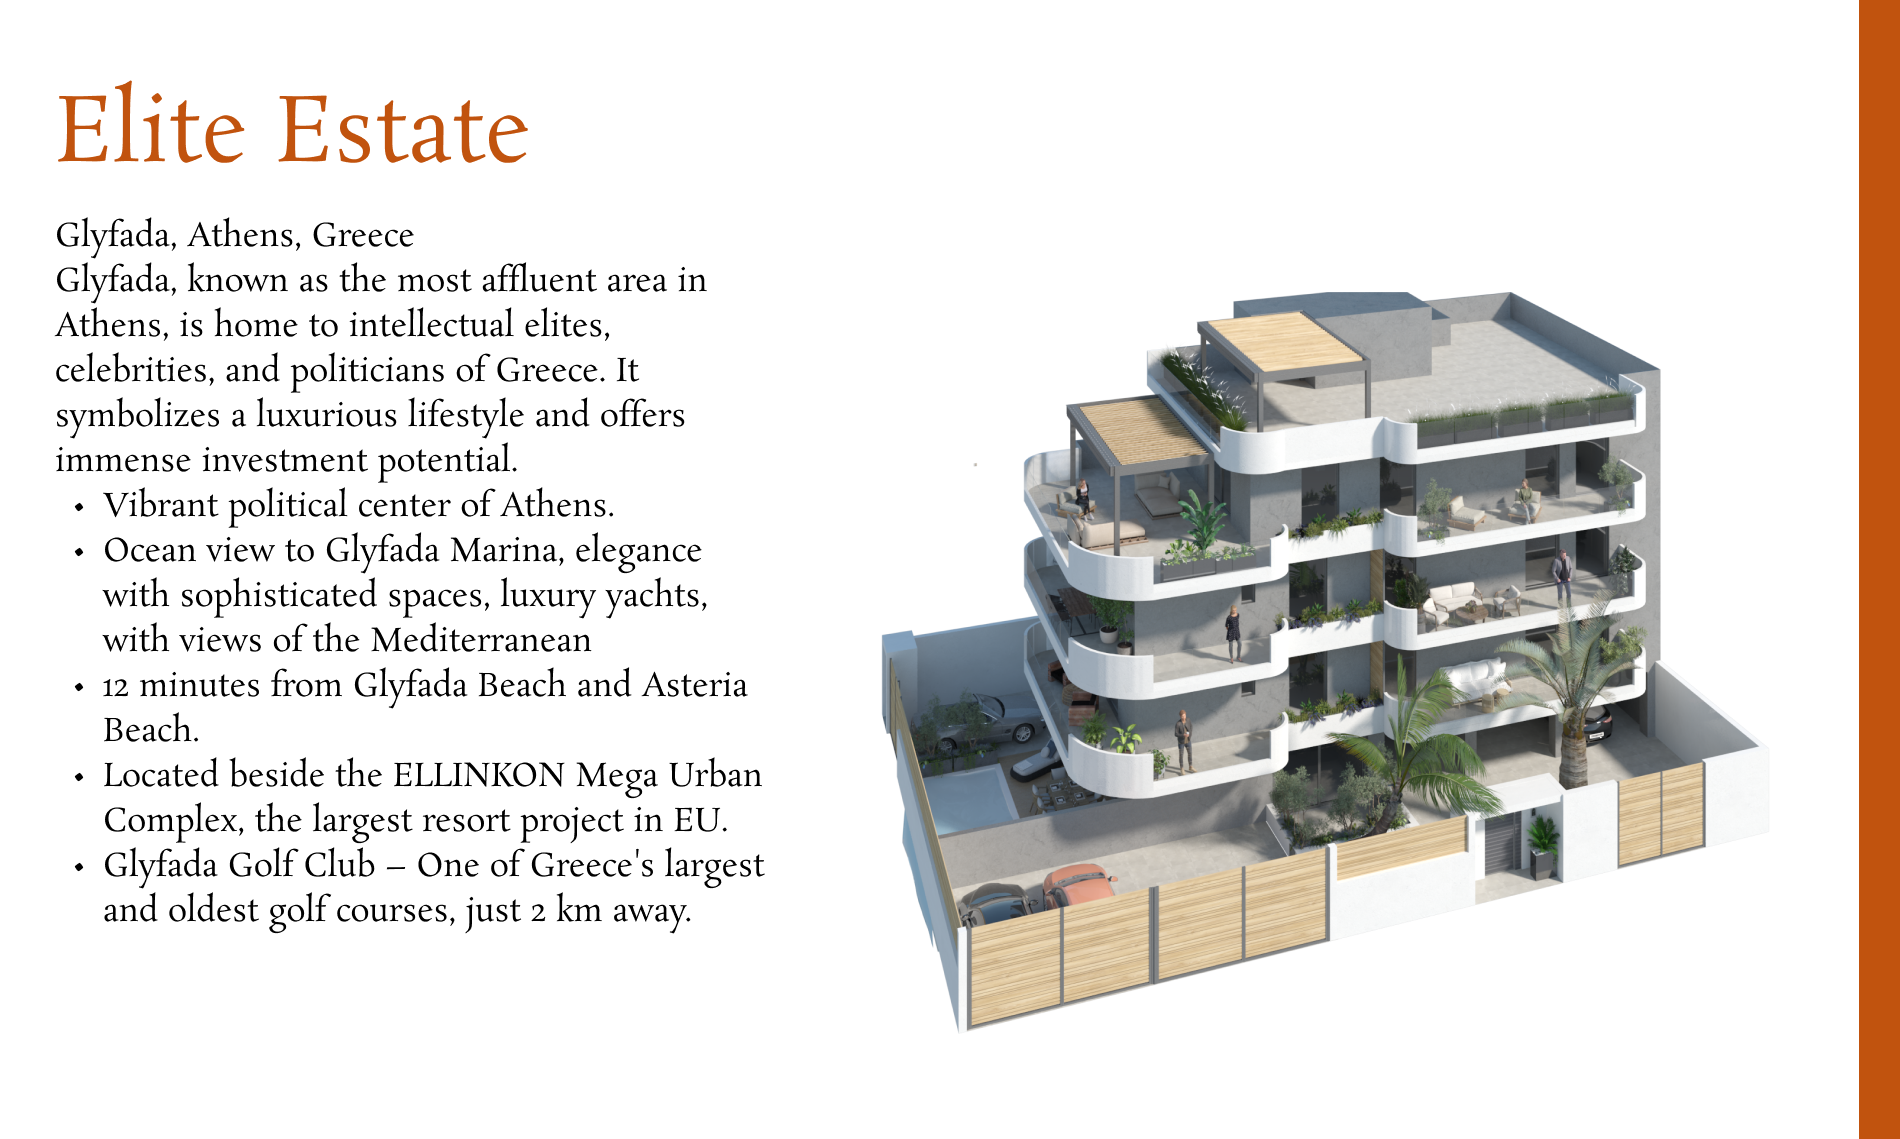 Elite Estate
Glyfada, Athens, Greece
Glyfada, known as the most affluent area in
Athens, is home to intellectual elites,
celebrities, and politicians of Greece. It
symbolizes a luxurious lifestyle and offers
immense investment potential.
• Vibrant political center of Athens.
• Ocean view to Glyfada Marina, elegance
with sophisticated spaces, luxury yachts,
with views of the Mediterranean
• 12 minutes from Glyfada Beach and Asteria
Beach.
• Located beside the ELLINKON Mega Urban
Complex, the largest resort project in EU.
• Glyfada Golf Club – One of Greece's largest
and oldest golf courses, just 2 km away.